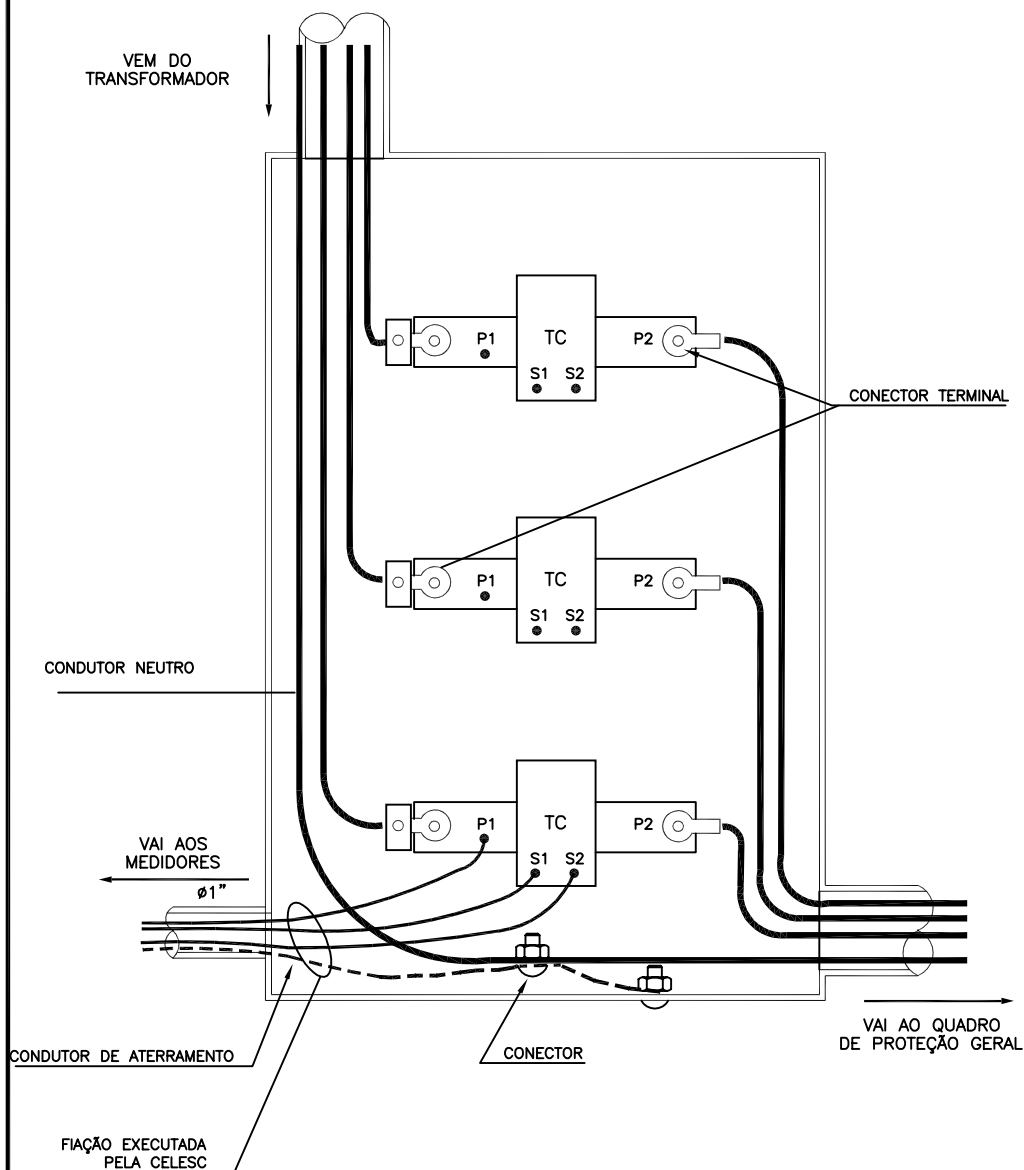 VEM DO
TRANSFORMADOR
P1
TC
P2
S1
S2
CONECTOR TERMINAL
P1
TC
P2
S1
S2
CONDUTOR NEUTRO
P1
TC
P2
S1
S2
VAI AOS
MEDIDORES
ø1"
VAI AO QUADRO
DE PROTEÇÃO GERAL
CONDUTOR DE ATERRAMENTO
CONECTOR
FIAÇÃO EXECUTADA
PELA CELESC